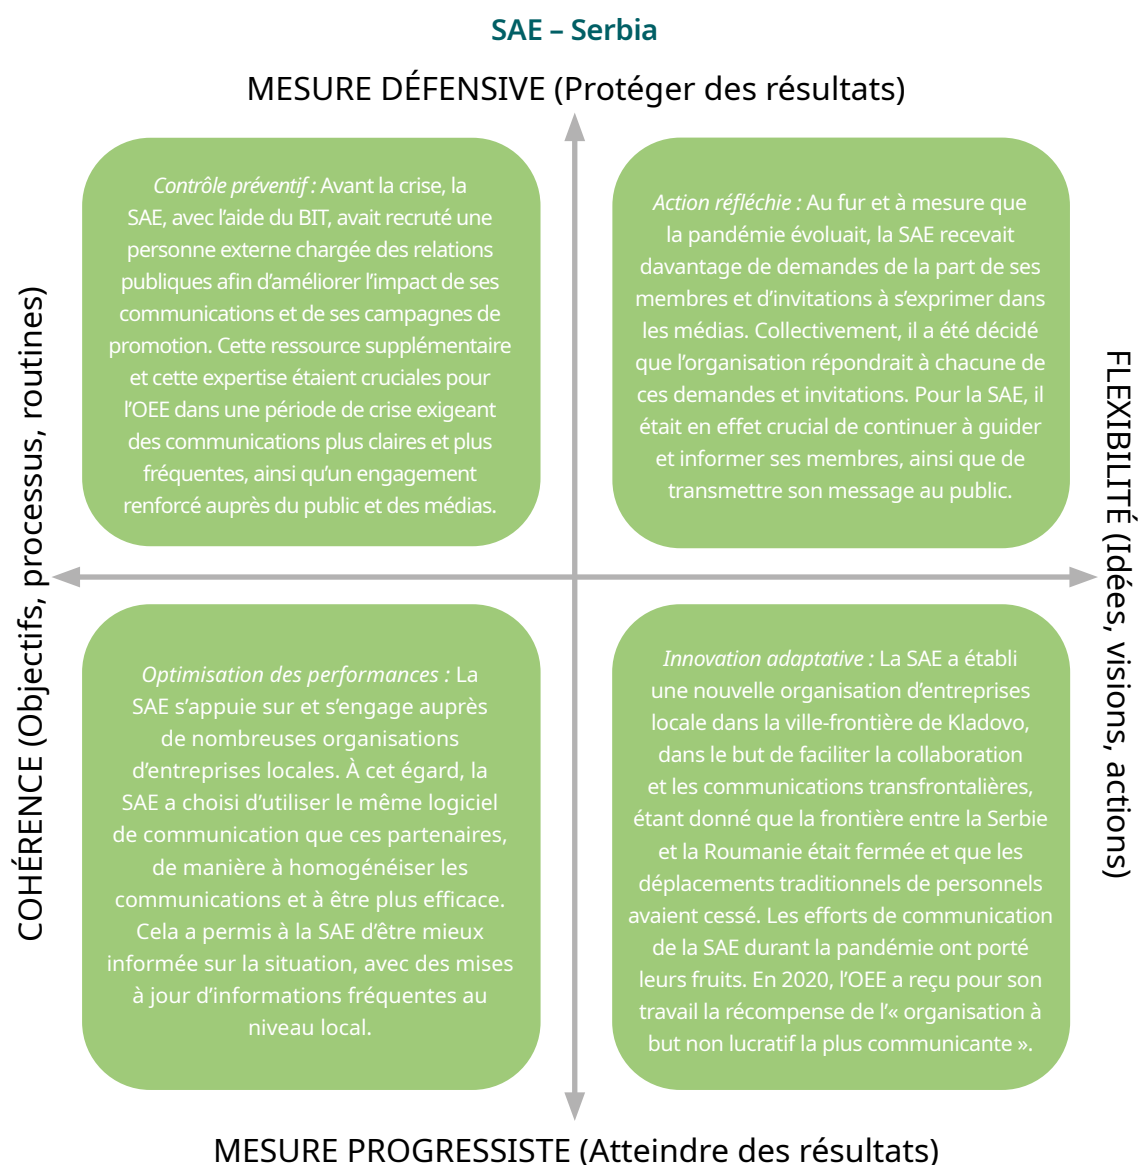 SAE – Serbia
MESURE DÉFENSIVE (Protéger des résultats)
COHÉRENCE (Objectifs, processus, routines)
Contrôle préventif : Avant la crise, la
SAE, avec l’aide du BIT, avait recruté une
personne externe chargée des relations
publiques afin d’améliorer l’impact de ses
communications et de ses campagnes de
promotion. Cette ressource supplémentaire
et cette expertise étaient cruciales pour
l’OEE dans une période de crise exigeant
des communications plus claires et plus
fréquentes, ainsi qu’un engagement
renforcé auprès du public et des médias.
Action réfléchie : Au fur et à mesure que
la pandémie évoluait, la SAE recevait
davantage de demandes de la part de ses
membres et d’invitations à s’exprimer dans
les médias. Collectivement, il a été décidé
que l’organisation répondrait à chacune de
ces demandes et invitations. Pour la SAE, il
était en effet crucial de continuer à guider
et informer ses membres, ainsi que de
transmettre son message au public.
FLEXIBILITÉ (Idées, visions, actions)
Optimisation des performances : La
SAE s’appuie sur et s’engage auprès
de nombreuses organisations
d’entreprises locales. À cet égard, la
SAE a choisi d’utiliser le même logiciel
de communication que ces partenaires,
de manière à homogénéiser les
communications et à être plus efficace.
Cela a permis à la SAE d’être mieux
informée sur la situation, avec des mises
à jour d’informations fréquentes au
niveau local.
Innovation adaptative : La SAE a établi
une nouvelle organisation d’entreprises
locale dans la ville-frontière de Kladovo,
dans le but de faciliter la collaboration
et les communications transfrontalières,
étant donné que la frontière entre la Serbie
et la Roumanie était fermée et que les
déplacements traditionnels de personnels
avaient cessé. Les efforts de communication
de la SAE durant la pandémie ont porté
leurs fruits. En 2020, l’OEE a reçu pour son
travail la récompense de l’« organisation à
but non lucratif la plus communicante ».
MESURE PROGRESSISTE (Atteindre des résultats)